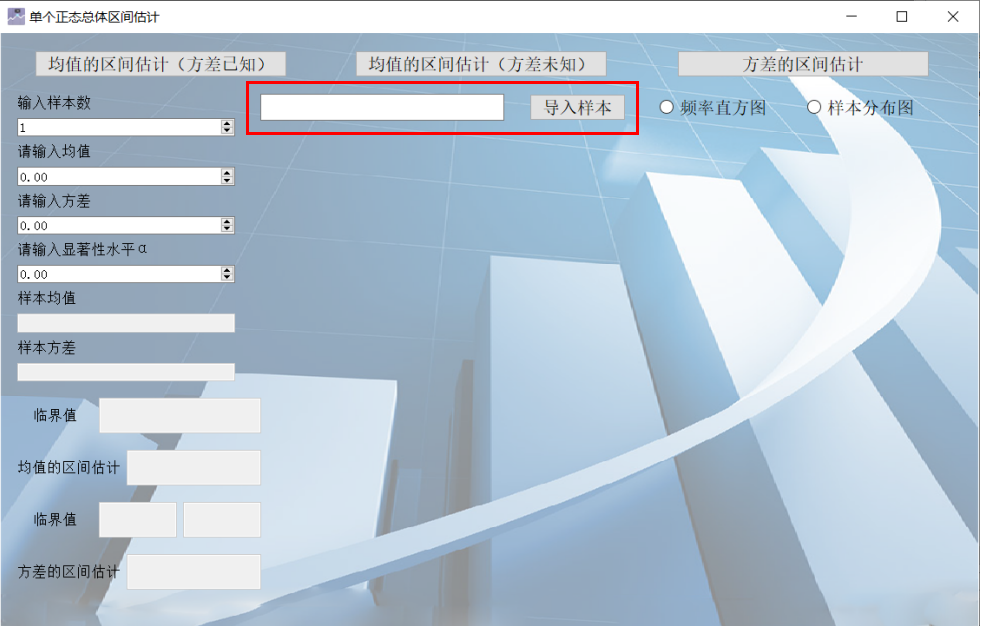 单个正态总体区间估计
均值的区间估计（方差已知）
均值的区间估计（方差未知）
方差的区间估计
输入样本数
导入样本
频率直方图
样本分布图
1
请输入均值
0.00
请输入方差
0.00
请输入显著性水平α
0.00
样本均值
样本方差
临界值
均值的区间估计
临界值
方差的区间估计